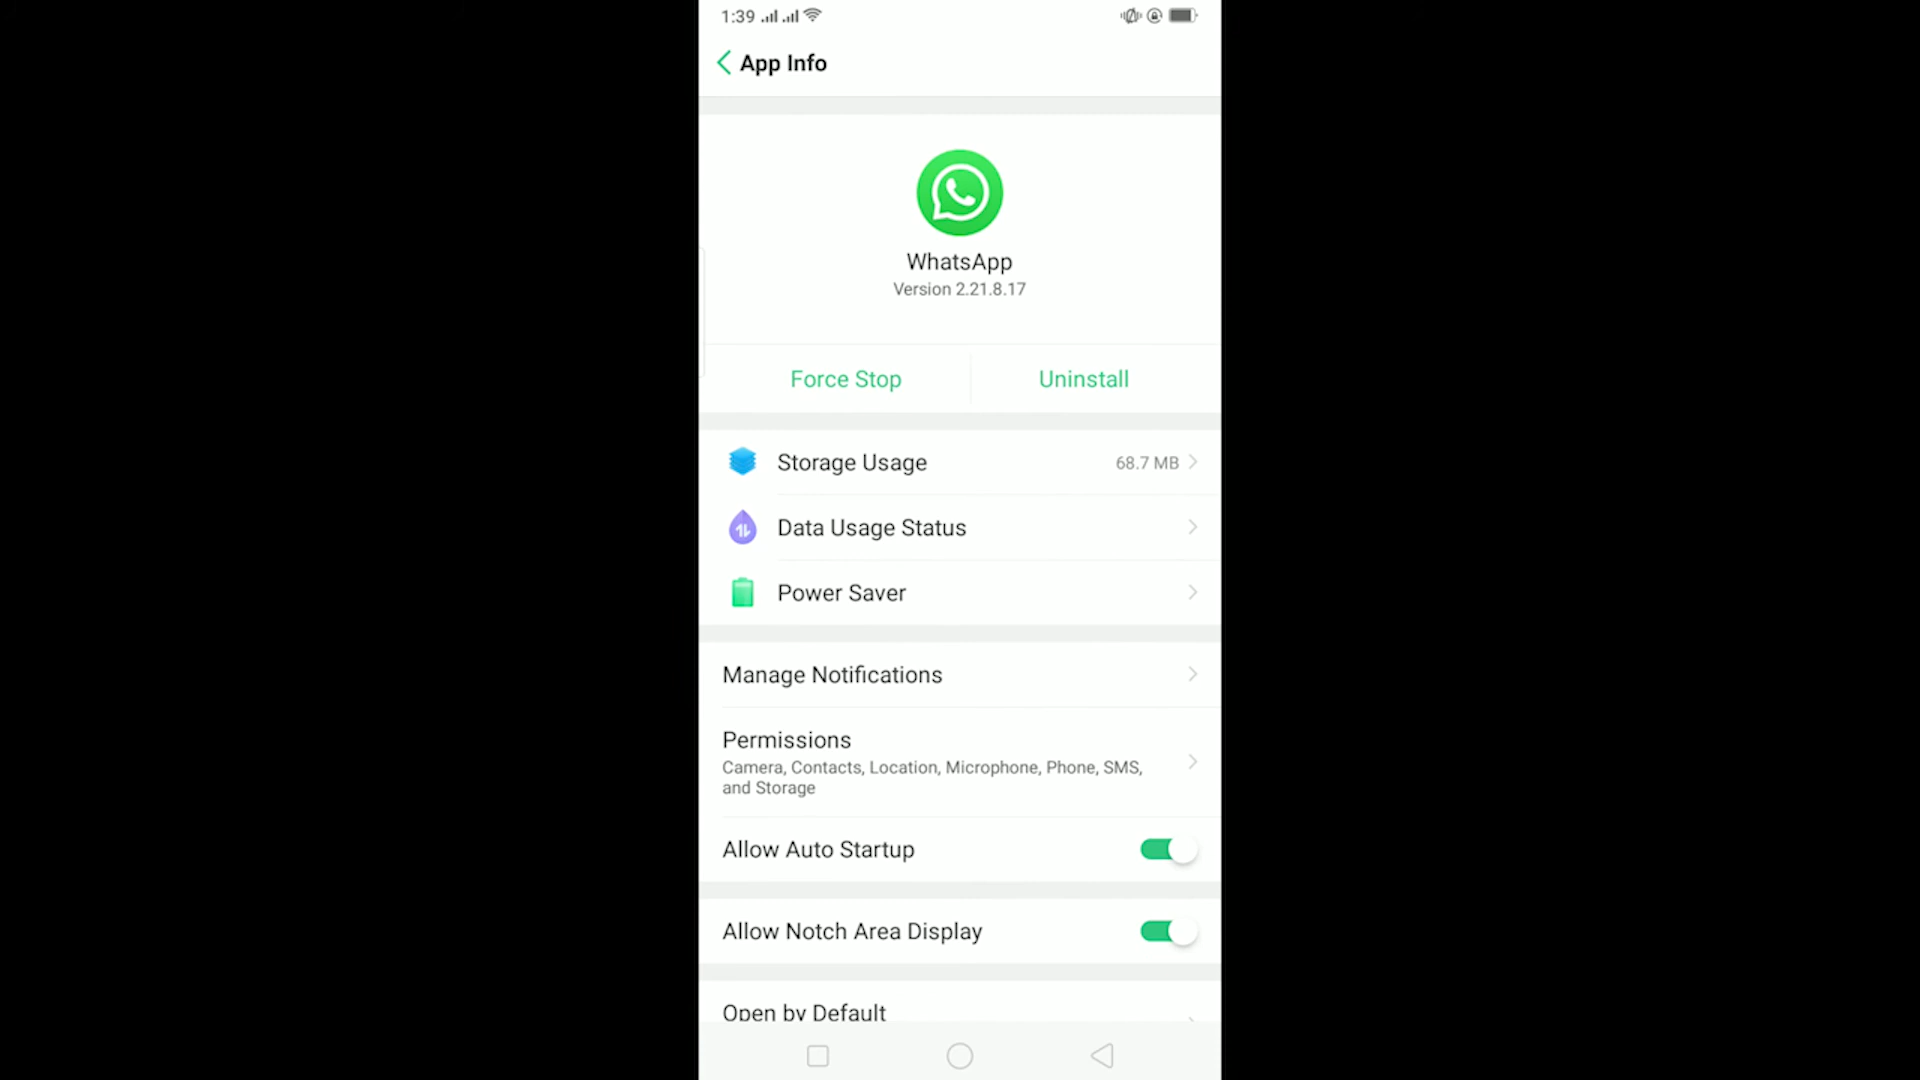 1:39
App Info
WhatsApp
Version 2.21.8.17
Force Stop
Uninstall
Storage Usage
68.7 MB
Data Usage Status
Power Saver
Manage Notifications
Permissions
Camera, Contacts, Location, Microphone, Phone, SMS,
and Storage
Allow Auto Startup
Allow Notch Area Display
Open by Default